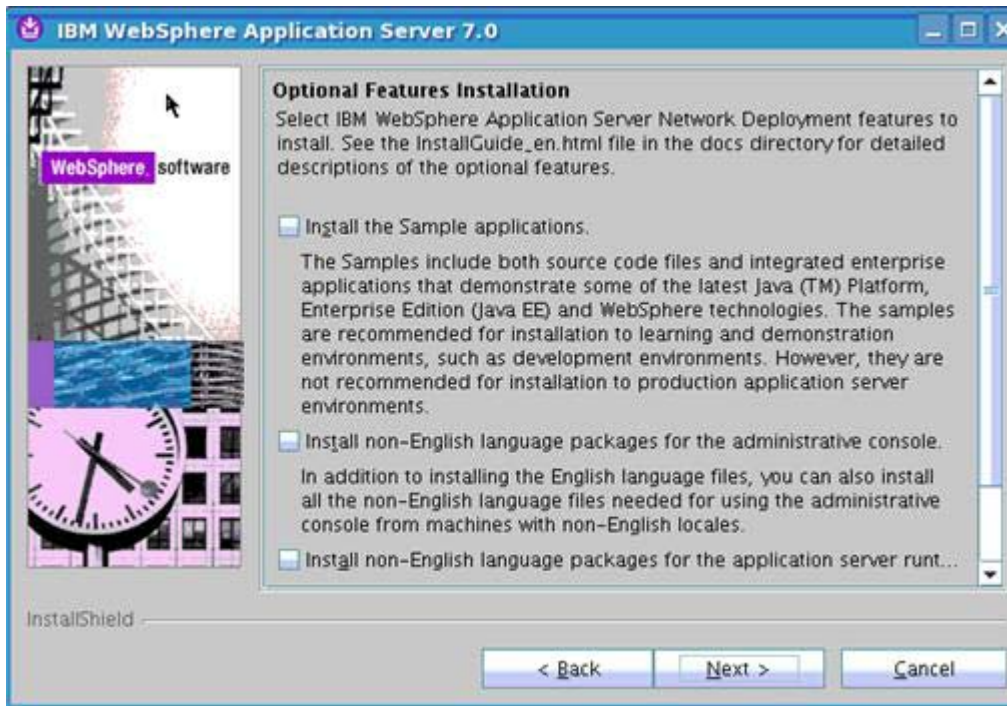 IBM WebSphere Application Server 7.0
WebSphere software
Optional Features Installation
Select IBM WebSphere Application Server Network Deployment features to
install. See the InstallGuide_en.html file in the docs directory for detailed
descriptions of the optional features.
Install the Sample applications.
The Samples include both source code files and integrated enterprise
applications that demonstrate some of the latest Java (TM) Platform,
Enterprise Edition (Java EE) and WebSphere technologies. The samples
are recommended for installation to learning and demonstration
environments, such as development environments. However, they are
not recommended for installation to production application server
environments.
Install non-English language packages for the administrative console.
In addition to installing the English language files, you can also install
all the non-English language files needed for using the administrative
console from machines with non-English locales.
Install non-English language packages for the application server runt...
InstallShield
< Back
Next >
Cancel